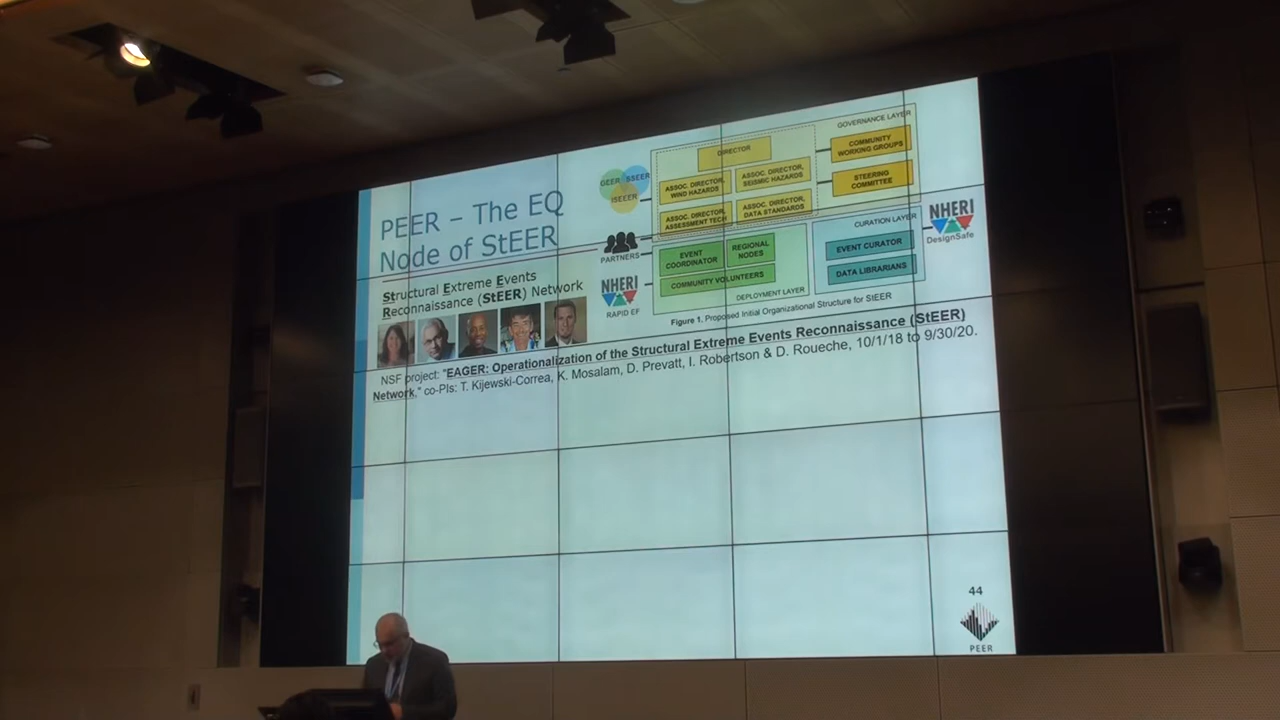 PEER – The EQ
Node of StEER
Structural Extreme Events
Reconnaissance (StEER) Network
GEER
SSEER
ISEEER
PARTNERS
NHERI
RAPID EF
GOVERNANCE LAYER
DIRECTOR
ASSOC. DIRECTOR,
WIND HAZARDS
ASSOC. DIRECTOR,
SEISMIC HAZARDS
ASSOC. DIRECTOR,
ASSESSMENT TECH
ASSOC. DIRECTOR,
DATA STANDARDS
COMMUNITY
WORKING GROUPS
STEERING
COMMITTEE
EVENT
COORDINATOR
REGIONAL
NODES
COMMUNITY VOLUNTEERS
DEPLOYMENT LAYER
CURATION LAYER
EVENT CURATOR
DATA LIBRARIANS
NHERI
DesignSafe
Figure 1. Proposed Initial Organizational Structure for StEER
NSF project: "EAGER: Operationalization of the Structural Extreme Events Reconnaissance (StEER)
Network," co-PIs: T. Kijewski-Correa, K. Mosalam, D. Prevatt, I. Robertson & D. Roueche, 10/1/18 to 9/30/20.
44
PEER